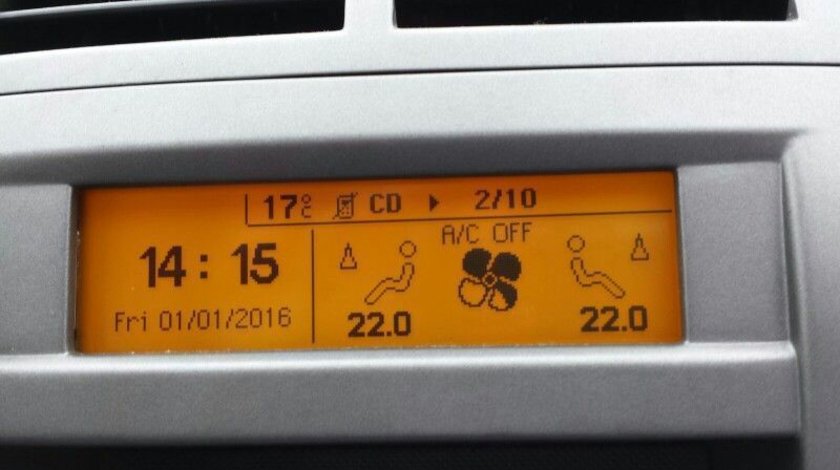 17°C CD 2/10
14:15
A/C OFF
Fri 01/01/2016
22.0
22.0